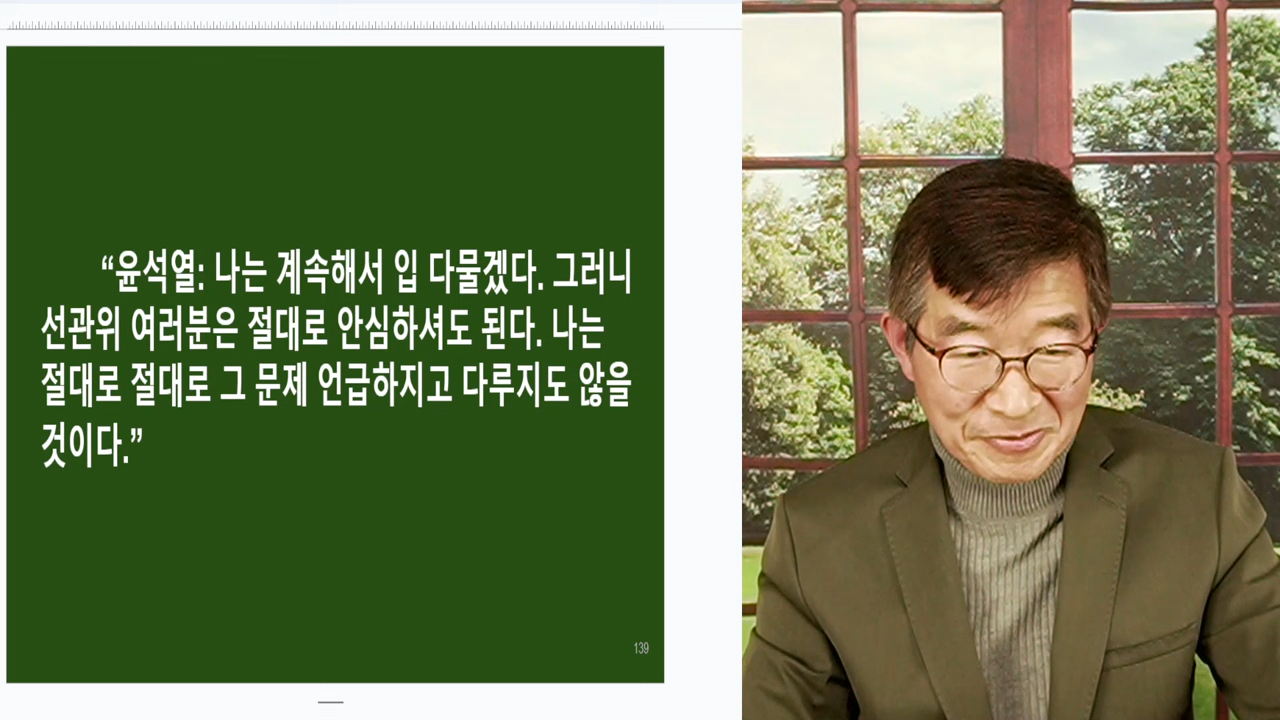 “윤석열: 나는 계속해서 입 다물겠다. 그러니
선관위 여러분은 절대로 안심하셔도 된다. 나는
절대로 절대로 그 문제 언급하지고 다루지도 않을
것이다.”
139